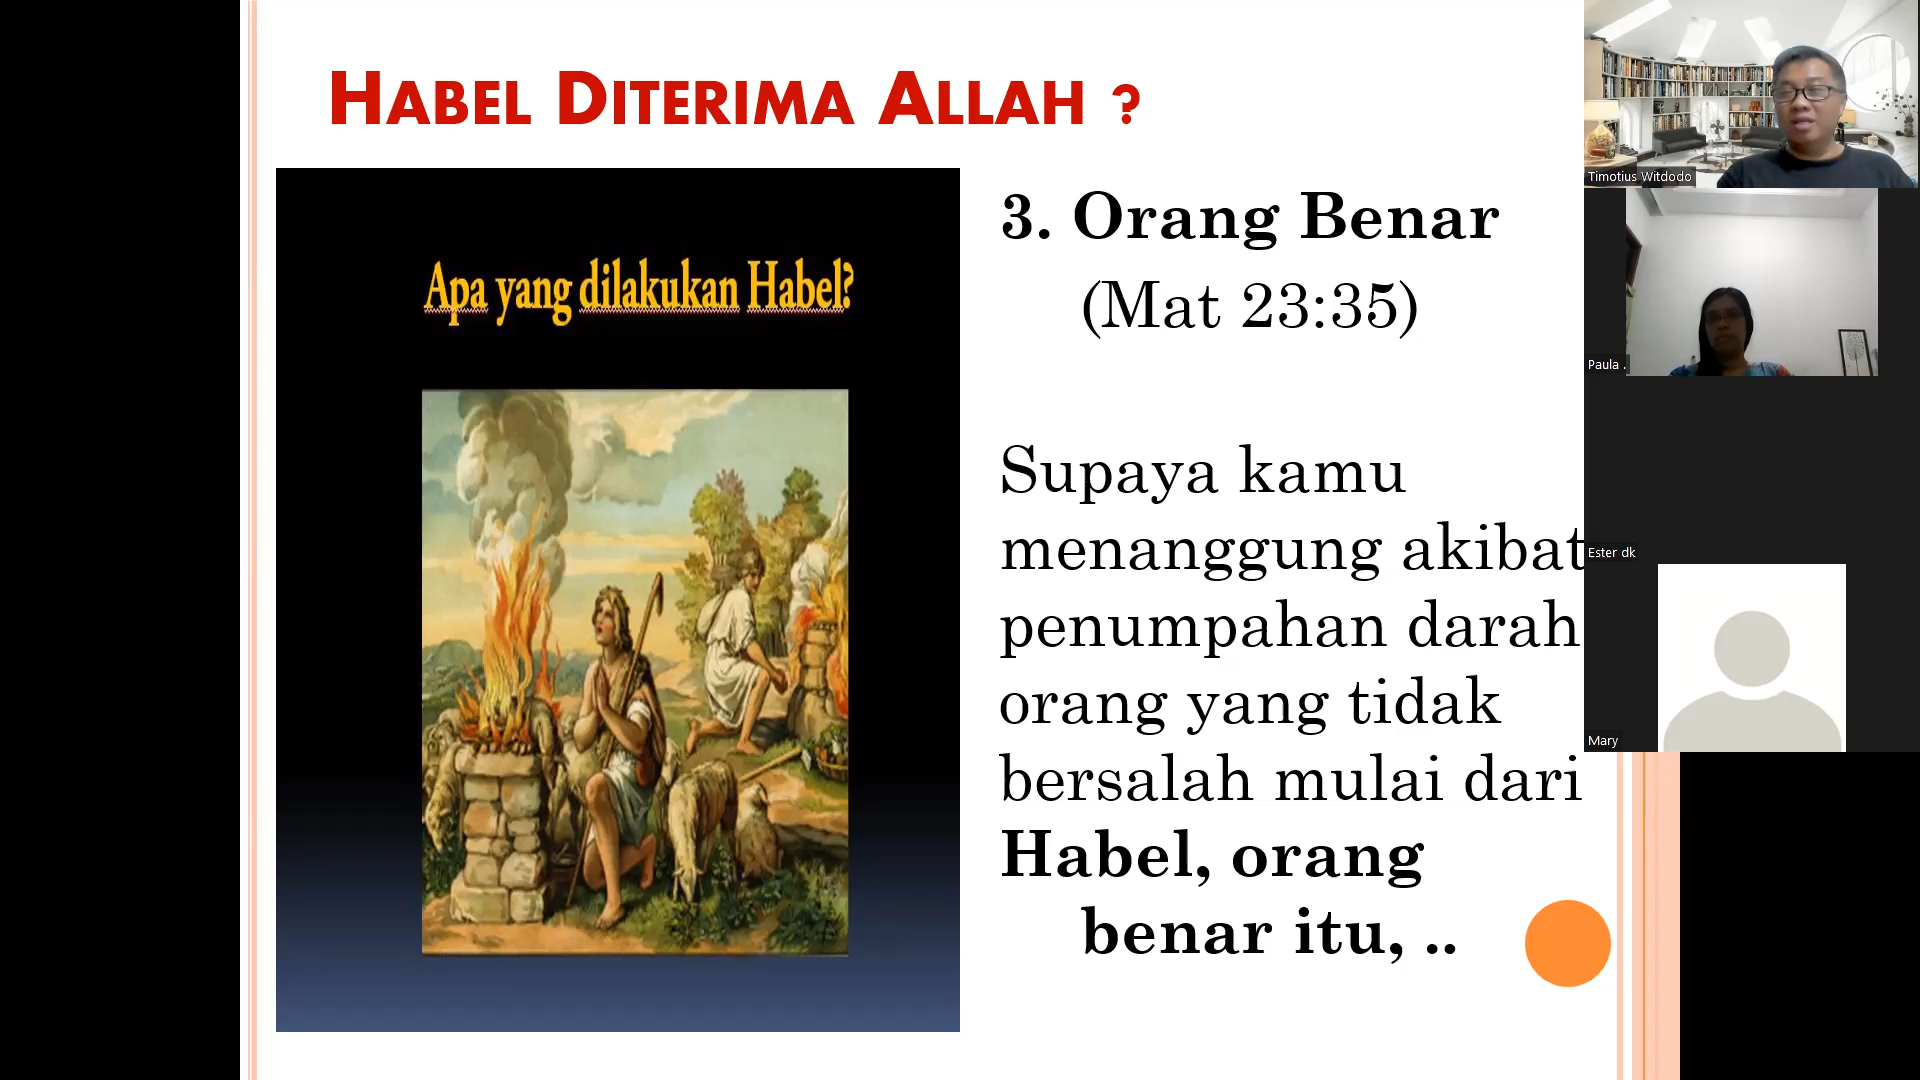 HABEL DITERIMA ALLAH ?
Apa yang dilakukan Habel?
3. Orang Benar
(Mat 23:35)
Supaya kamu
menanggung akibat
penumpahan darah
orang yang tidak
bersalah mulai dari
Habel, orang
benar itu, ..
Timotius Witdodo
Paula .
Ester dk
Mary